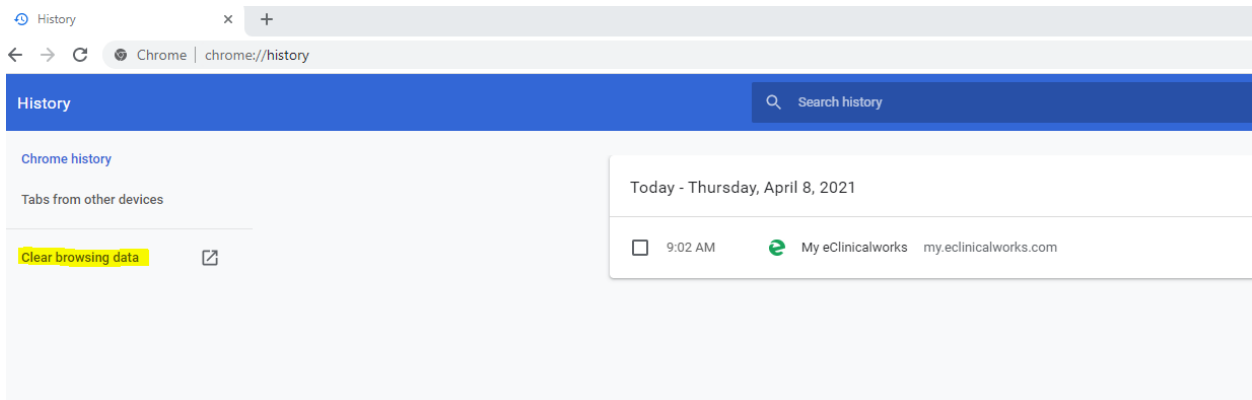 History
Chrome | chrome://history
History
Search history
Chrome history
Tabs from other devices
Clear browsing data
Today - Thursday, April 8, 2021
9:02 AM My eClinicalworks my.eclinicalworks.com